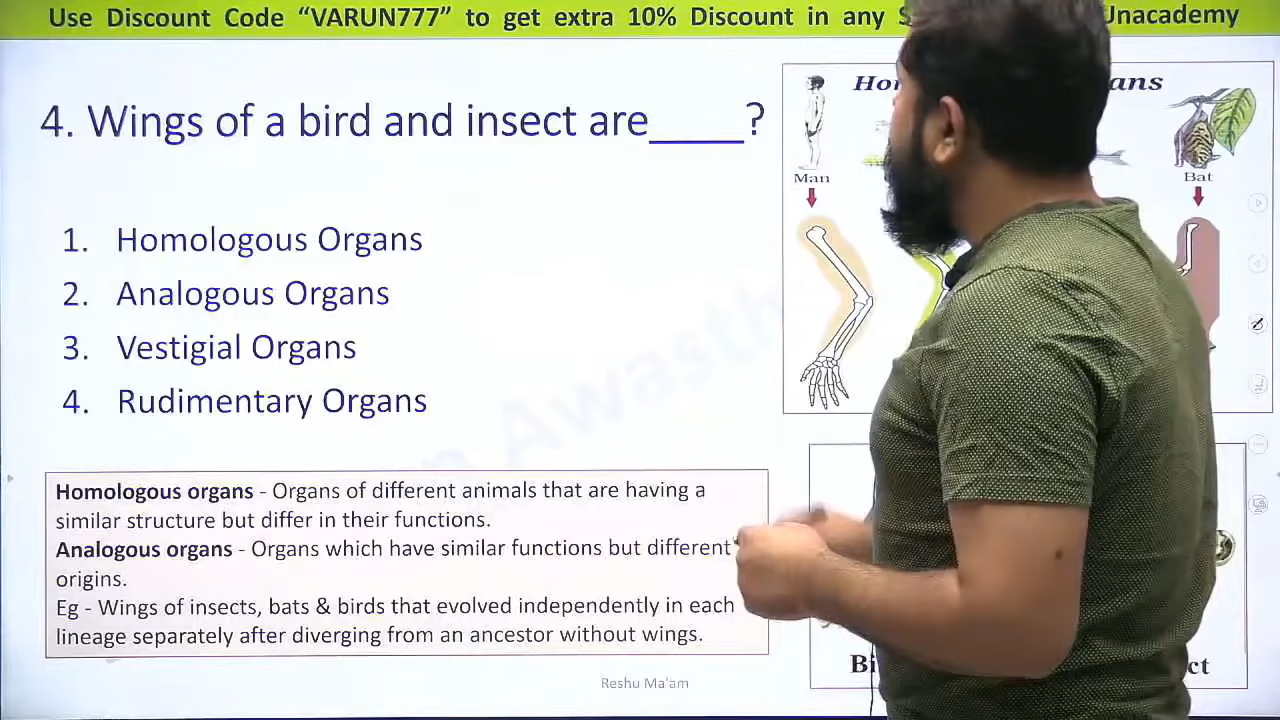 Use Discount Code “VARUN777” to get extra 10% Discount in any Unacademy
4. Wings of a bird and insect are____?
1. Homologous Organs
2. Analogous Organs
3. Vestigial Organs
4. Rudimentary Organs
Homologous organs - Organs of different animals that are having a
similar structure but differ in their functions.
Analogous organs - Organs which have similar functions but different
origins.
Eg - Wings of insects, bats & birds that evolved independently in each
lineage separately after diverging from an ancestor without wings.
Reshu Ma'am
Man
Bat